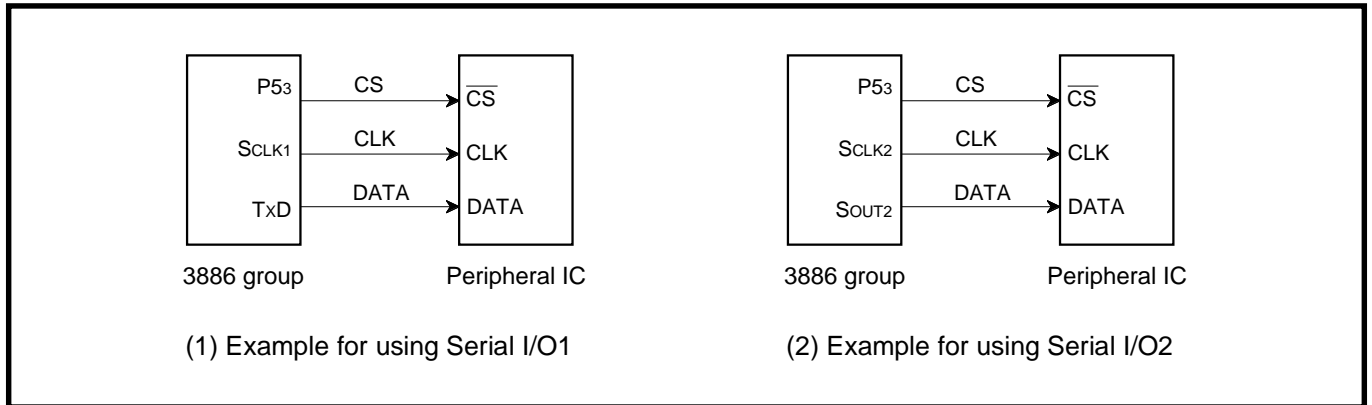 P53 CS CS
SCLK1 CLK CLK
TxD DATA DATA
3886 group Peripheral IC
(1) Example for using Serial I/O1
P53 CS CS
SCLK2 CLK CLK
SOUT2 DATA DATA
3886 group Peripheral IC
(2) Example for using Serial I/O2